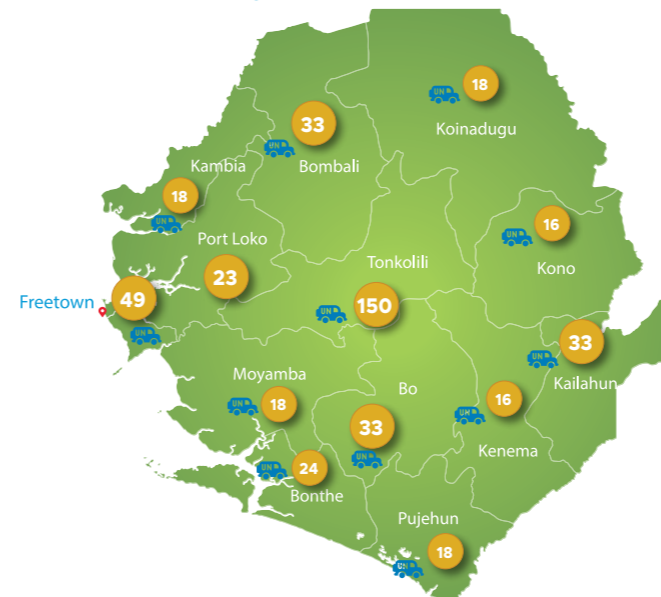 18
UN
Koinadugu
33
UN
Bombali
Kambia
18
UN
16
UN
Kono
Port Loko
23
Tonkolili
150
UN
Freetown
49
UN
33
UN
Kailahun
Moyamba
18
UN
Bo
33
UN
16
UN
Kenema
24
UN
Bonthe
Pujehun
18
UN